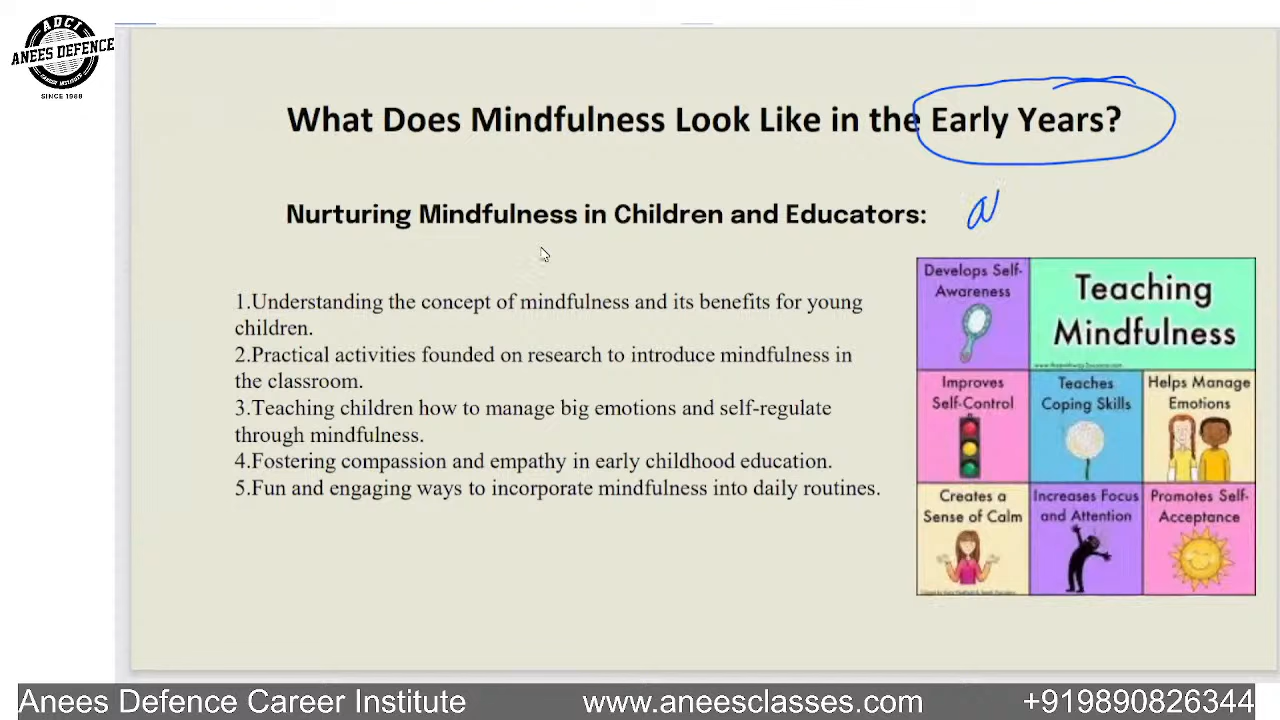 ADCI
ANEES DEFENCE
CAREER INSTITUTE
SINCE 1988
What Does Mindfulness Look Like in the Early Years?
Nurturing Mindfulness in Children and Educators:
1.Understanding the concept of mindfulness and its benefits for young
children.
2.Practical activities founded on research to introduce mindfulness in
the classroom.
3.Teaching children how to manage big emotions and self-regulate
through mindfulness.
4.Fostering compassion and empathy in early childhood education.
5.Fun and engaging ways to incorporate mindfulness into daily routines.
Develops Self-
Awareness
Teaching
Mindfulness
Improves
Self-Control
Teaches
Coping Skills
Helps Manage
Emotions
Creates a
Sense of Calm
Increases Focus
and Attention
Promotes Self-
Acceptance
Anees Defence Career Institute
www.aneesclasses.com
+919890826344